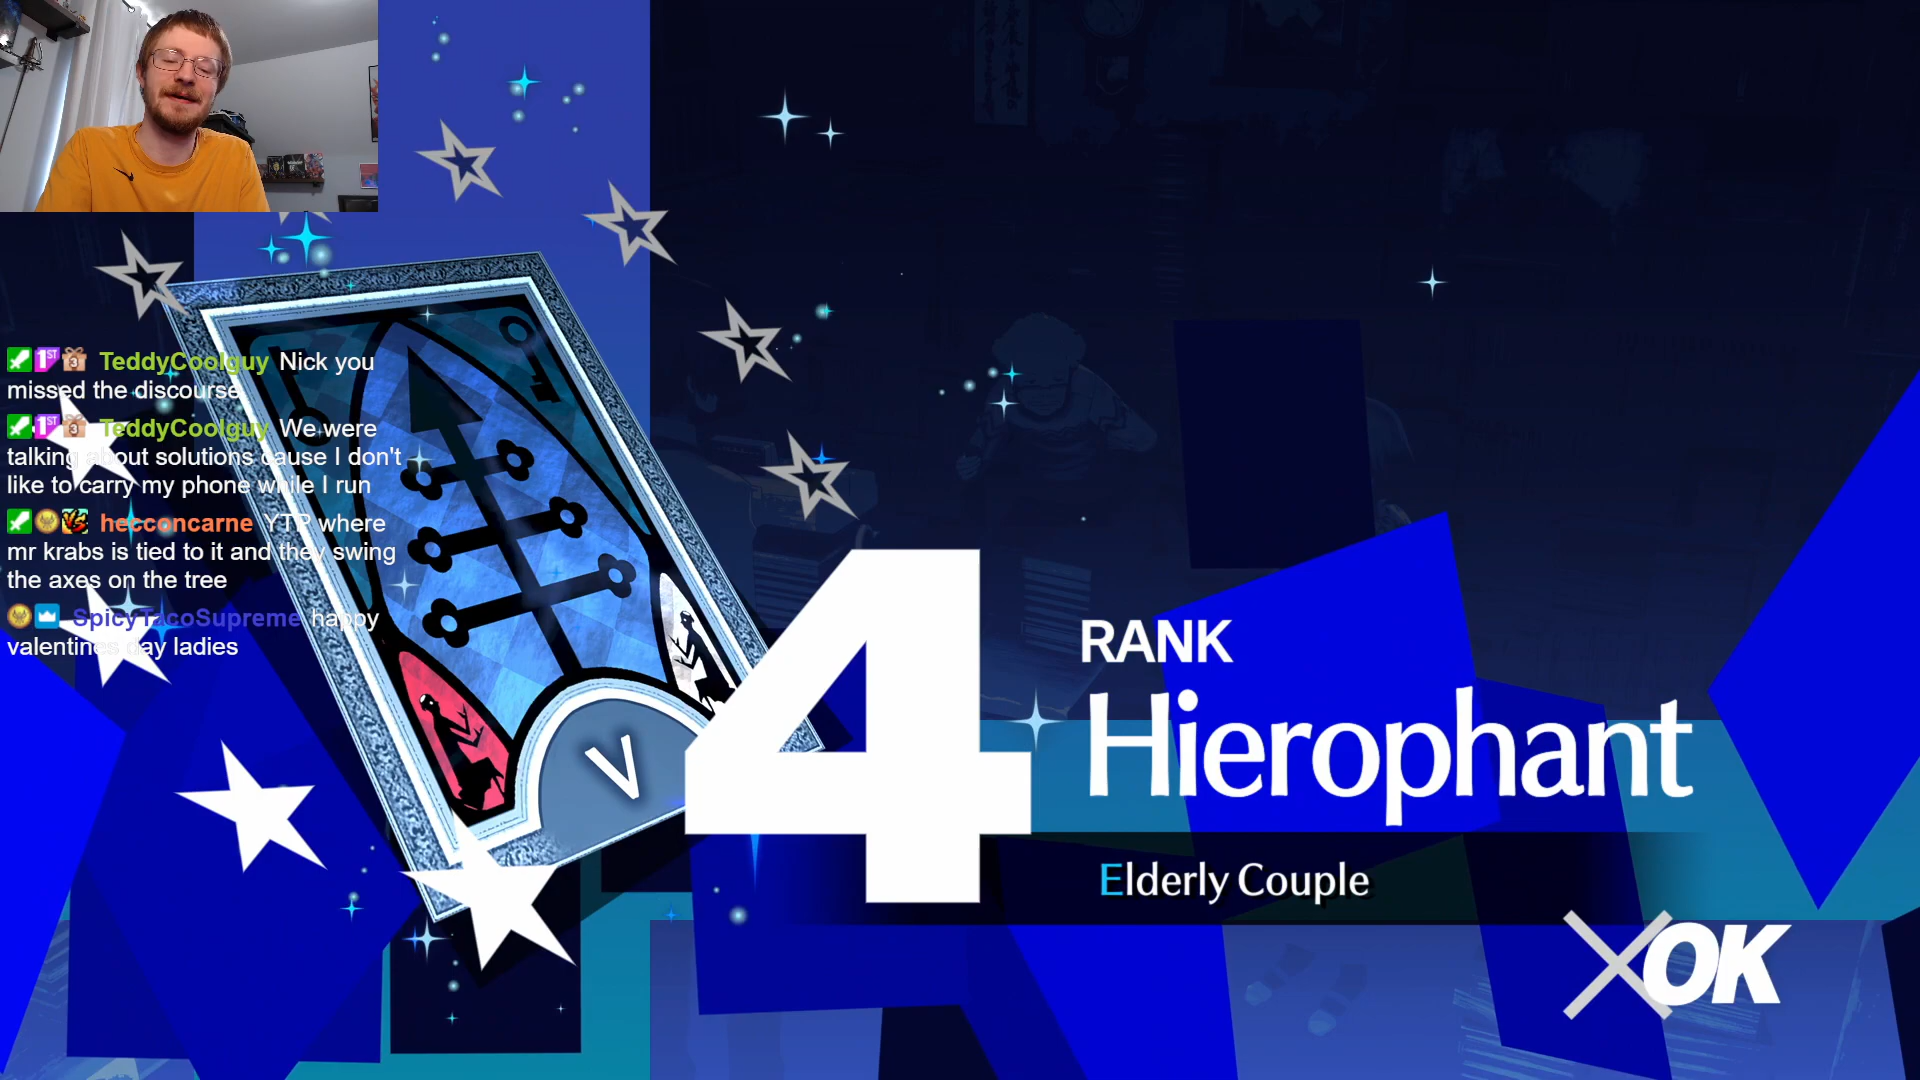 TeddyCoolguy Nick you
missed the discourse
TeddyCoolguy We were
talking about solutions cause I don't
like to carry my phone while I run
hecconcarne YTP where
mr krabs is tied to it and they swing
the axes on the tree
SpicyTacoSupreme happy
valentines day ladies
V
4
RANK
Hierophant
Elderly Couple
OK